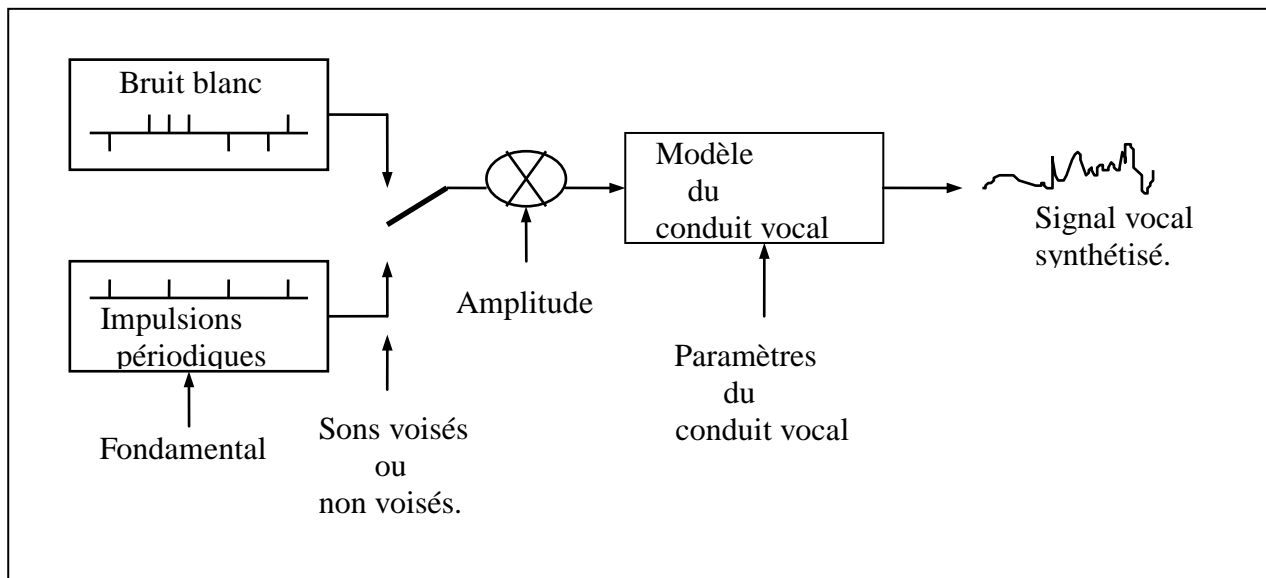 Bruit blanc
Impulsions
périodiques
Fondamental
Sons voisés
ou
non voisés.
Amplitude
Modèle
du
conduit vocal
Paramètres
du
conduit vocal
Signal vocal
synthétisé.